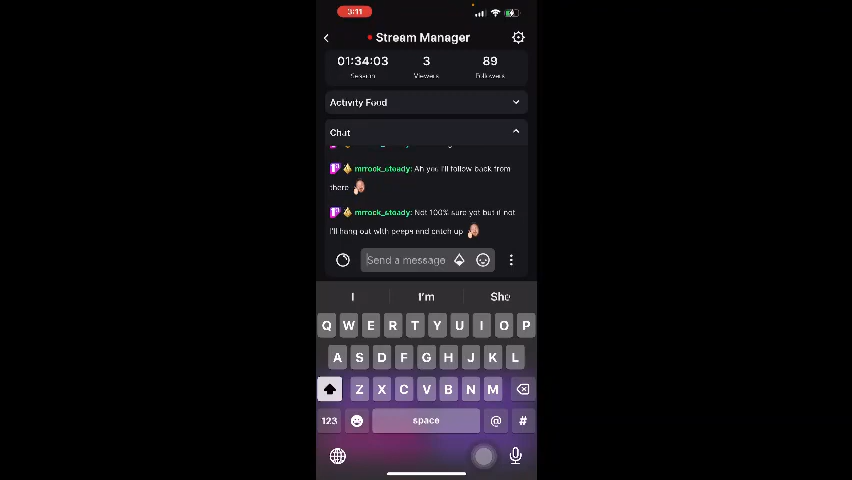 3:11
Stream Manager
01:34:03 3 89
Session Viewers Followers
Activity Feed
Chat
mrrock_steady: Ah you I'll follow back from
there
mrrock_steady: Not 100% sure yet but if not
I'll hang out with peeps and catch up
Send a message
I I'm She
Q W E R T Y U I O P
A S D F G H J K L
Z X C V B N M
123 space @ #